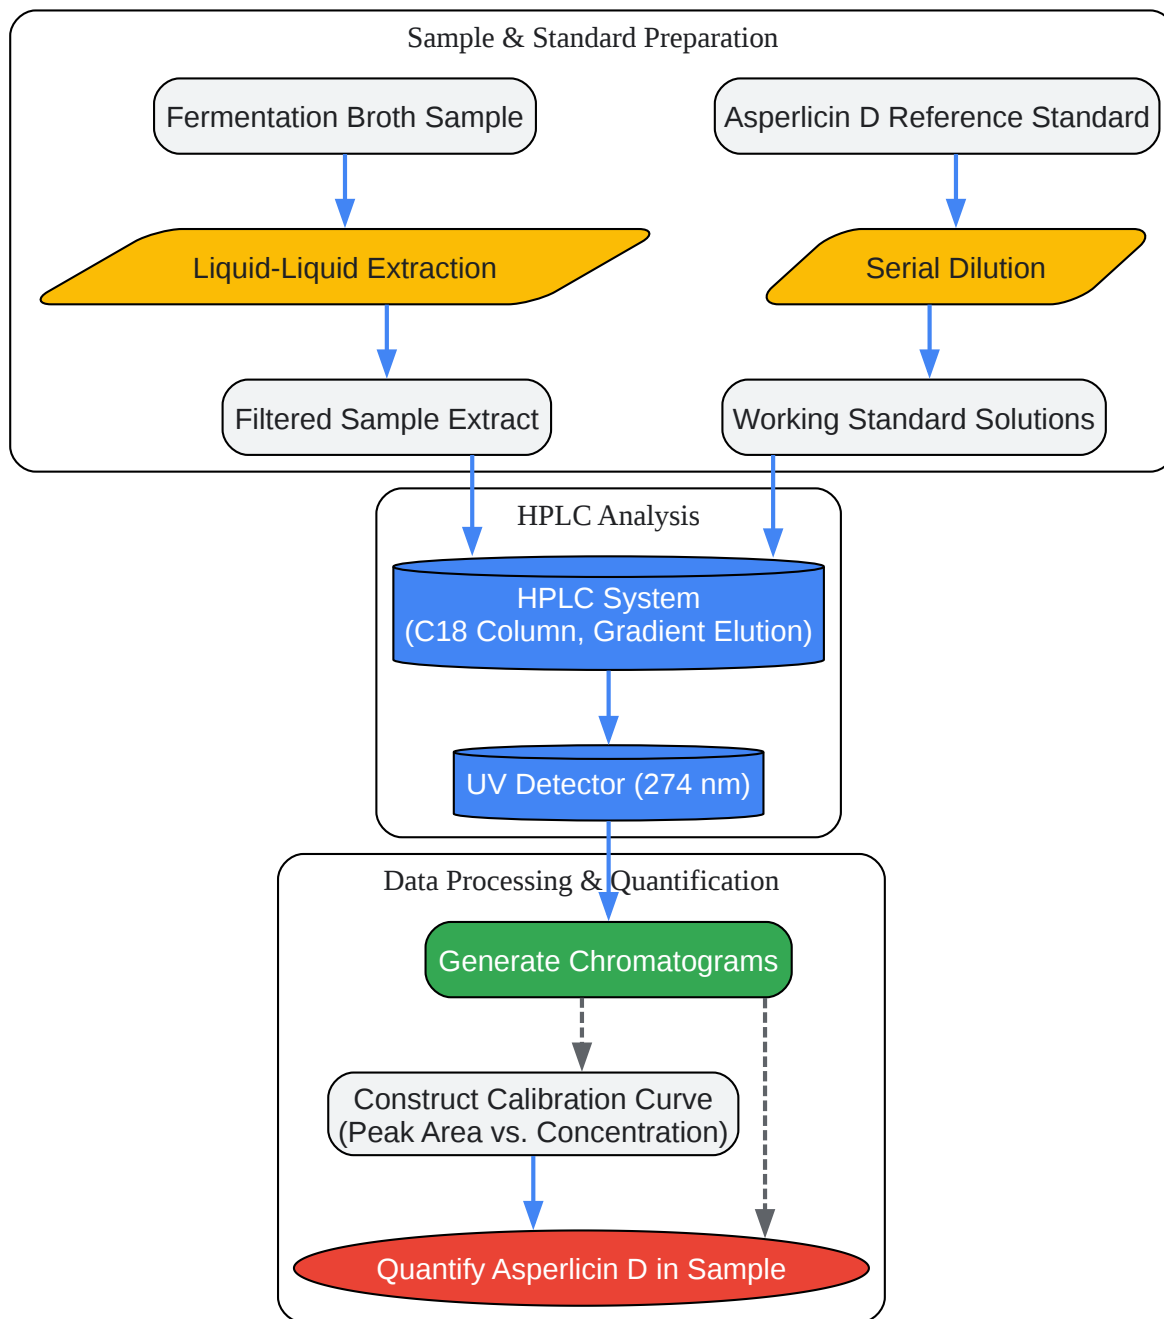 Sample & Standard Preparation
Fermentation Broth Sample
Asperlicin D Reference Standard
Liquid-Liquid Extraction
Serial Dilution
Filtered Sample Extract
Working Standard Solutions
HPLC Analysis
HPLC System
(C18 Column, Gradient Elution)
UV Detector (274 nm)
Data Processing & Quantification
Generate Chromatograms
Construct Calibration Curve
(Peak Area vs. Concentration)
Quantify Asperlicin D in Sample